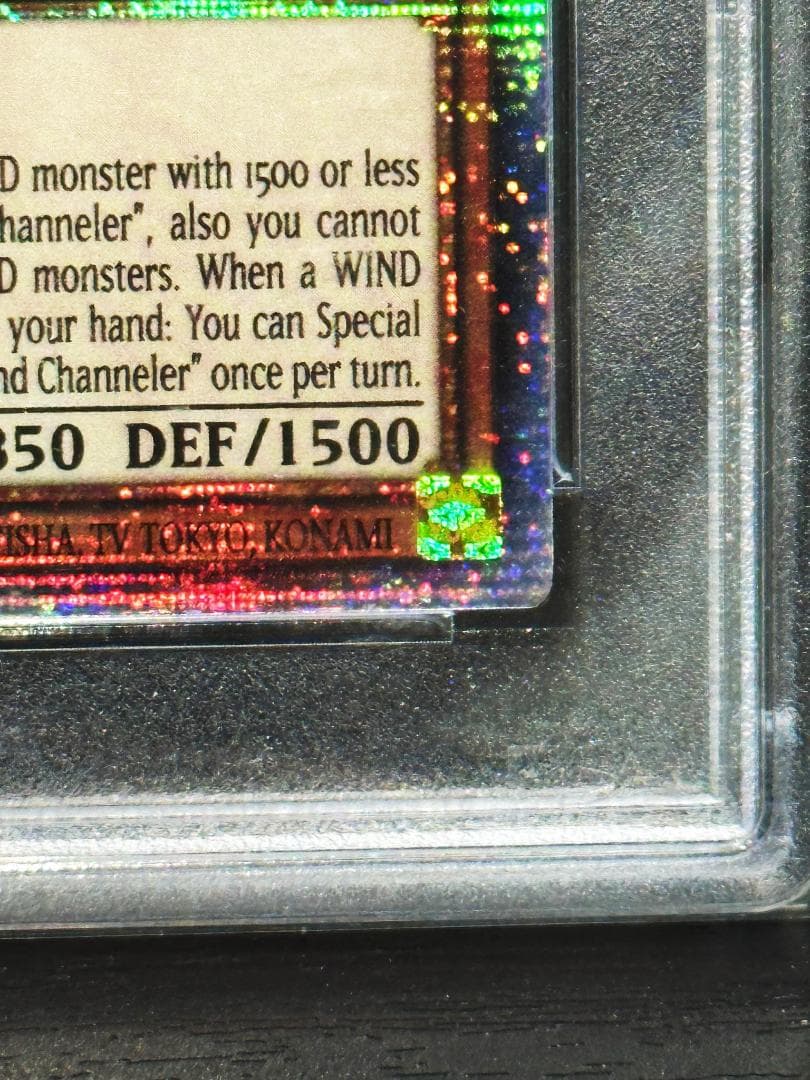 D monster with 1500 or less
hanneler", also you cannot
D monsters. When a WIND
your hand: You can Special
nd Channeler" once per turn.
850 DEF/1500
ISHA, TV TOKYO, KONAMI